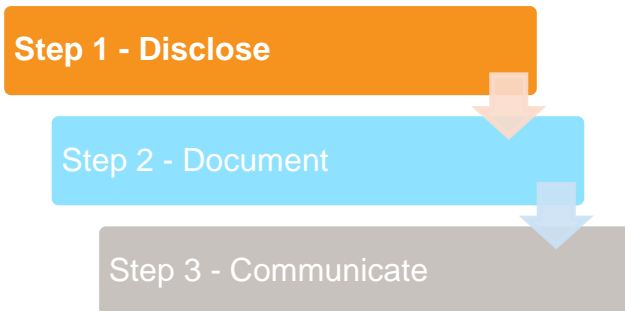 Step 1 - Disclose
Step 2 - Document
Step 3 - Communicate